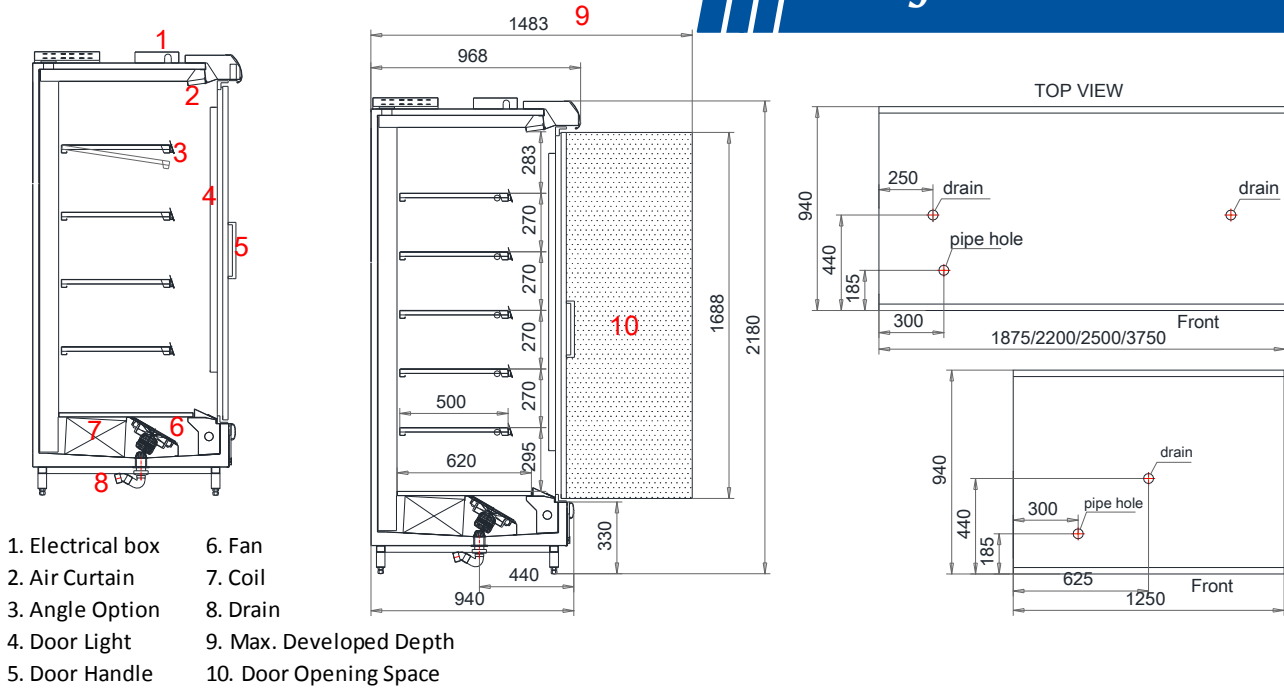 1
2
3
4
5
6
7
8
1483
9
968
283
270
270
270
270
295
500
620
10
1688
2180
330
440
940
TOP VIEW
250
drain
drain
pipe hole
940
440
185
300
Front
1875/2200/2500/3750
drain
pipe hole
940
440
185
300
625
Front
1250
1. Electrical box
2. Air Curtain
3. Angle Option
4. Door Light
5. Door Handle
6. Fan
7. Coil
8. Drain
9. Max. Developed Depth
10. Door Opening Space